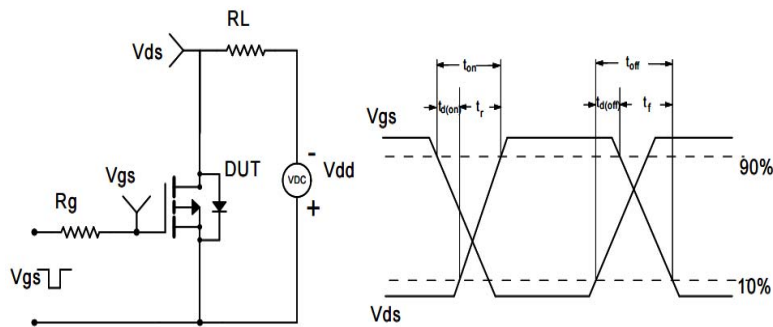 RL
Vds
Vgs
DUT
VDC
-
+
Vdd
Rg
Vgs
ton
toff
td(on)
tr
td(off)
tf
Vgs
90%
10%
Vds